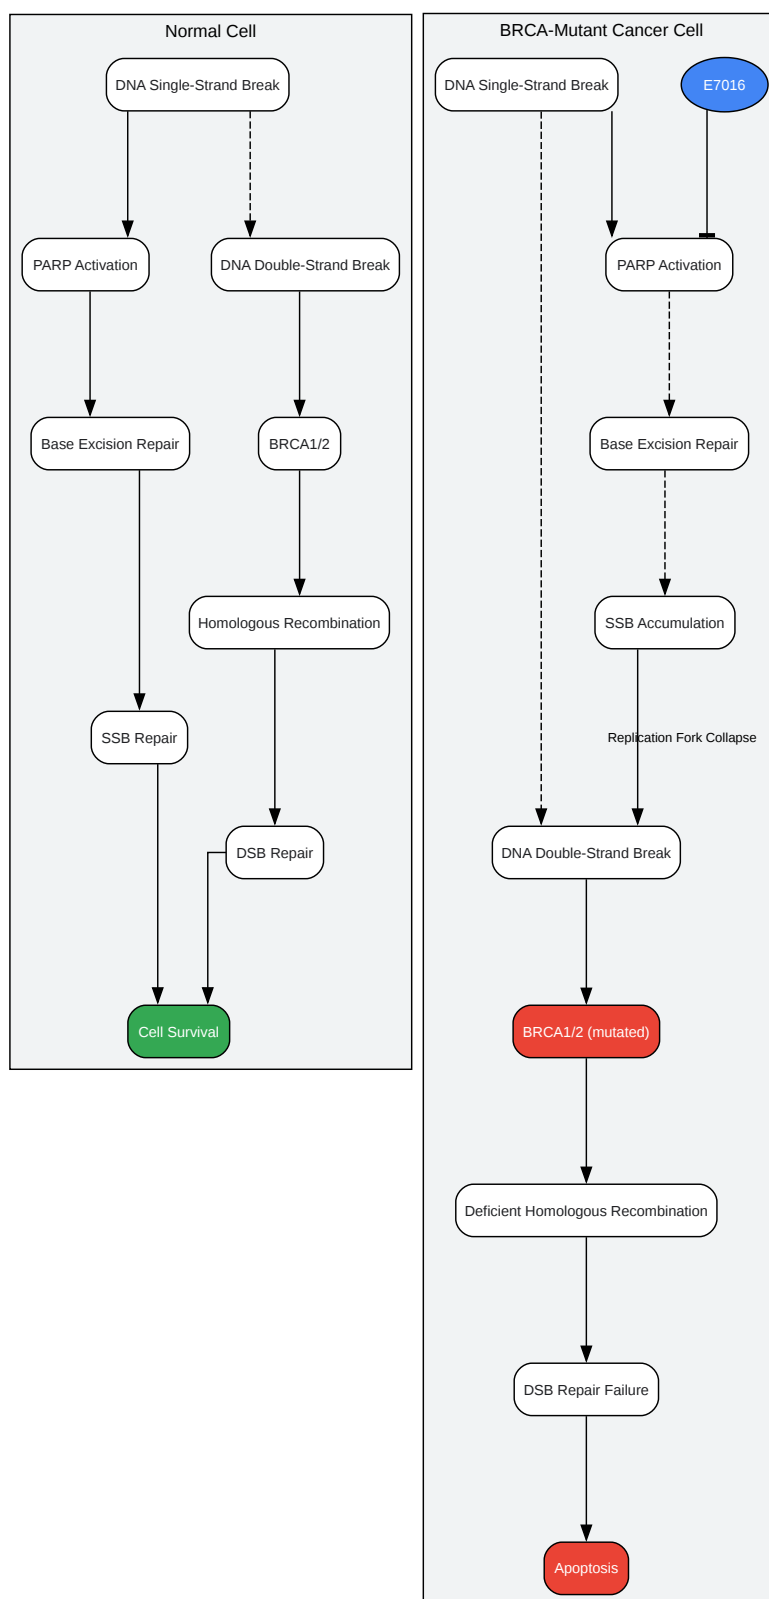 Normal Cell
DNA Single-Strand Break
PARP Activation
DNA Double-Strand Break
Base Excision Repair
BRCA1/2
Homologous Recombination
SSB Repair
DSB Repair
Cell Survival
BRCA-Mutant Cancer Cell
DNA Single-Strand Break
E7016
PARP Activation
Base Excision Repair
SSB Accumulation
Replication Fork Collapse
DNA Double-Strand Break
BRCA1/2 (mutated)
Deficient Homologous Recombination
DSB Repair Failure
Apoptosis